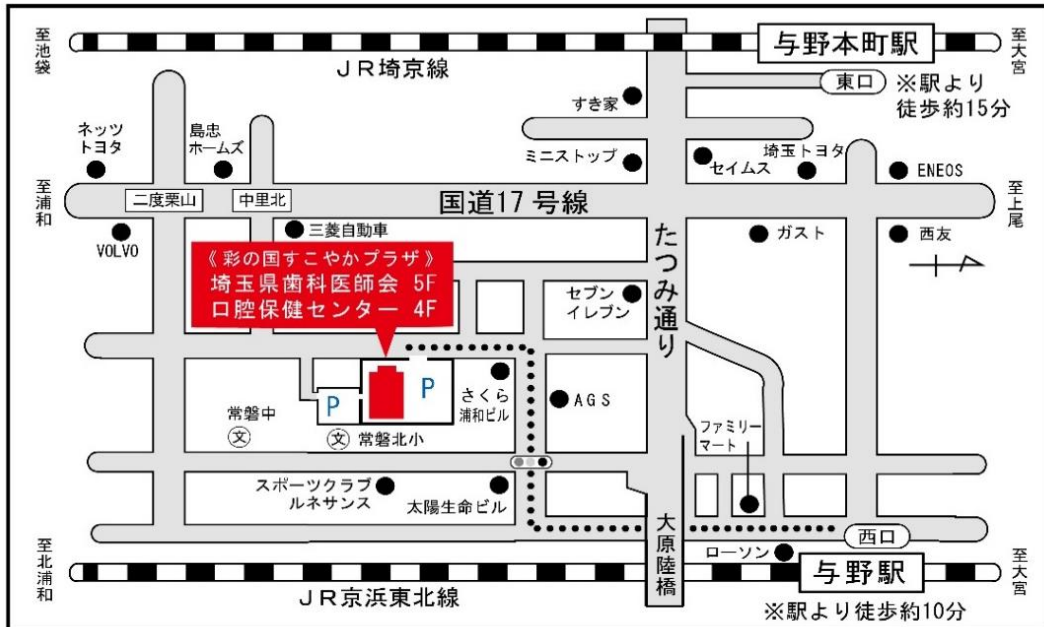 至池袋
JR埼京線
与野本町駅
至大宮
東口
※駅より
徒歩約15分
すき家
ネッツ
トヨタ
島忠
ホームズ
ミニストップ
セイムス
埼玉トヨタ
ENEOS
至浦和
二度栗山
中里北
国道17号線
至上尾
VOLVO
三菱自動車
たつみ通り
ガスト
西友
《彩の国すこやかプラザ》
埼玉県歯科医師会 5F
口腔保健センター 4F
セブン
イレブン
P
P
さくら
浦和ビル
AGS
常磐中
文
文
常磐北小
ファミリー
マート
スポーツクラブ
ルネサンス
太陽生命ビル
大原陸橋
西口
ローソン
至北浦和
JR京浜東北線
与野駅
至大宮
※駅より徒歩約10分